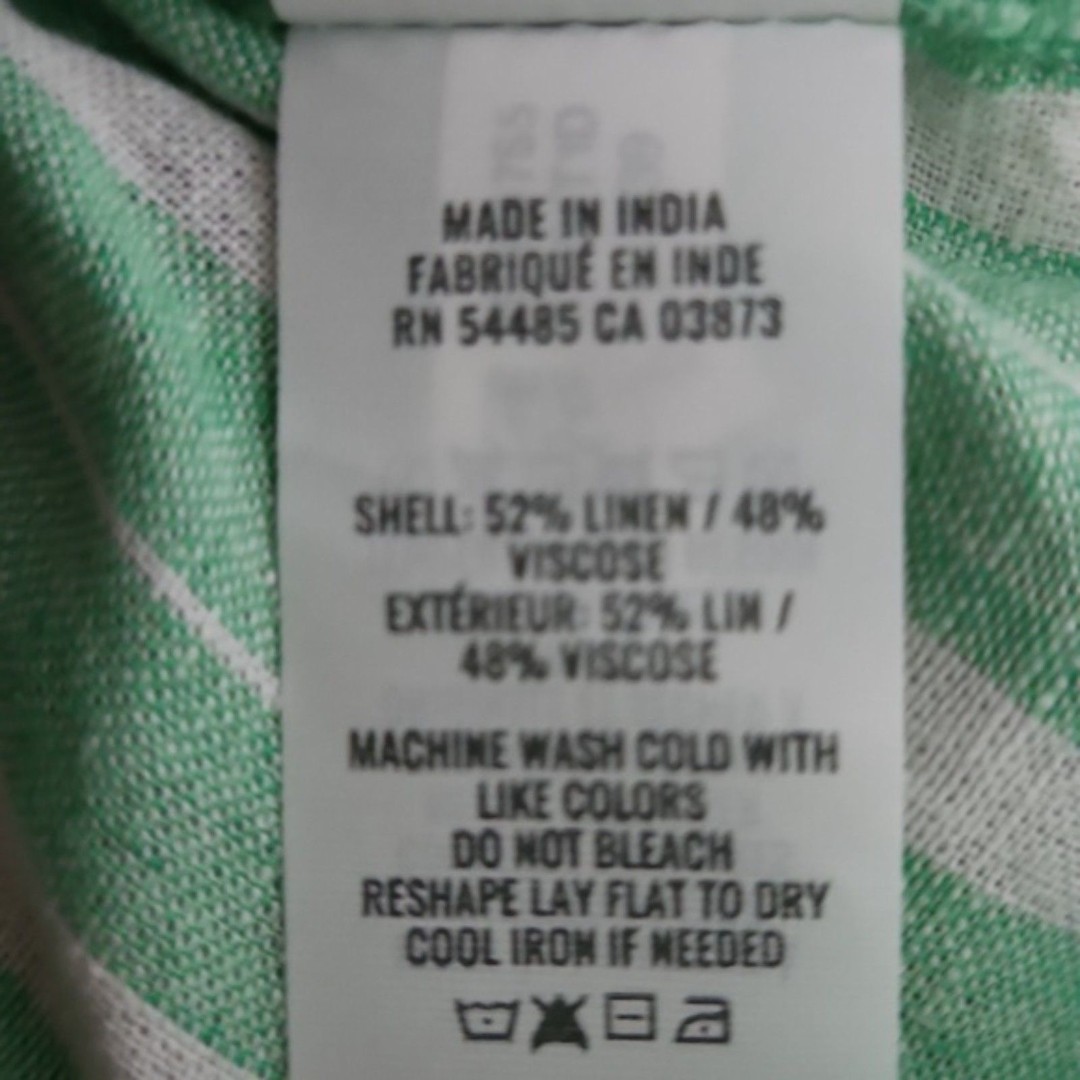 MADE IN INDIA
FABRIQUÉ EN INDE
RN 54485 CA 03873
SHELL: 52% LINEN / 48%
VISCOSE
EXTÉRIEUR: 52% LIN /
48% VISCOSE
MACHINE WASH COLD WITH
LIKE COLORS
DO NOT BLEACH
RESHAPE LAY FLAT TO DRY
COOL IRON IF NEEDED